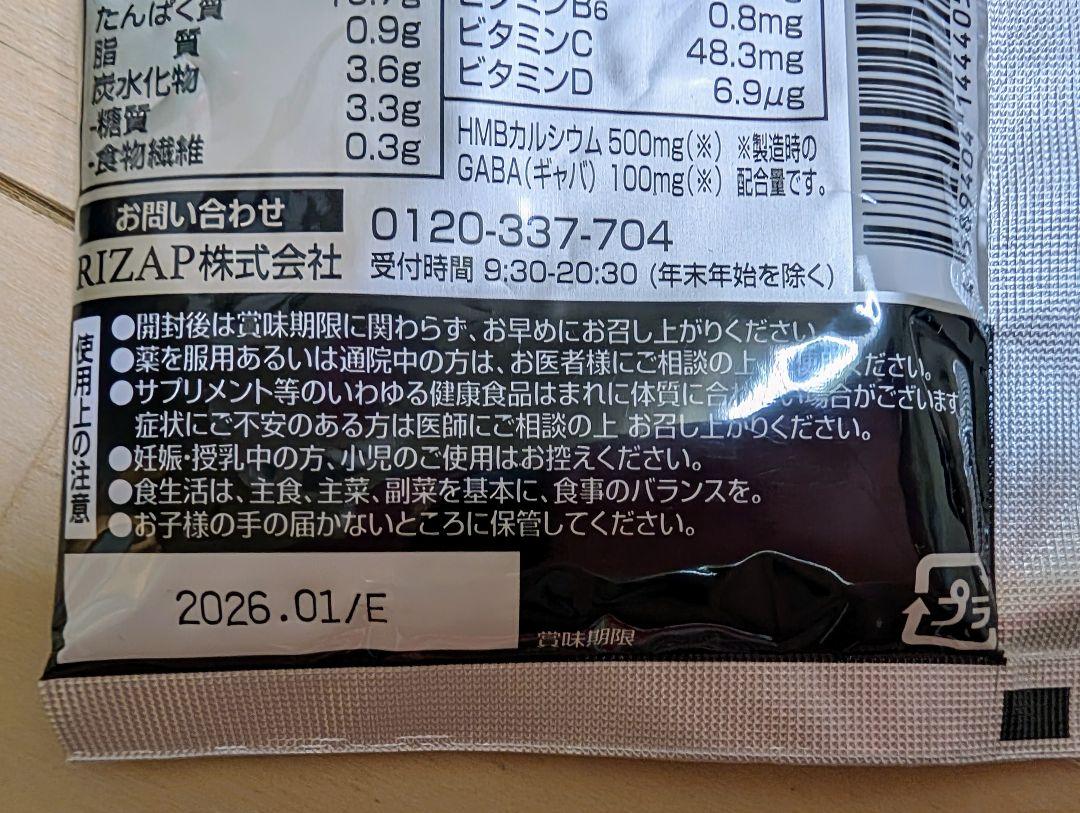 たんぱく質
脂質 0.9g
炭水化物 3.6g
-糖質 3.3g
-食物繊維 0.3g
ビタミンB6 0.8mg
ビタミンC 48.3mg
ビタミンD 6.9μg
HMBカルシウム 500mg(※) ※製造時の
GABA(ギャバ) 100mg(※) 配合量です。
お問い合わせ
RIZAP株式会社
0120-337-704
受付時間 9:30-20:30 (年末年始を除く)
使用上の注意
●開封後は賞味期限に関わらず、お早めにお召し上がりください
●薬を服用あるいは通院中の方は、お医者様にご相談の上 ください。
●サプリメント等のいわゆる健康食品はまれに体質に合 場合がございます
症状にご不安のある方は医師にご相談の上 お召し上がりください。
●妊娠・授乳中の方、小児のご使用はお控えください。
●食生活は、主食、主菜、副菜を基本に、食事のバランスを。
●お子様の手の届かないところに保管してください。
2026.01/E
賞味期限
プラ